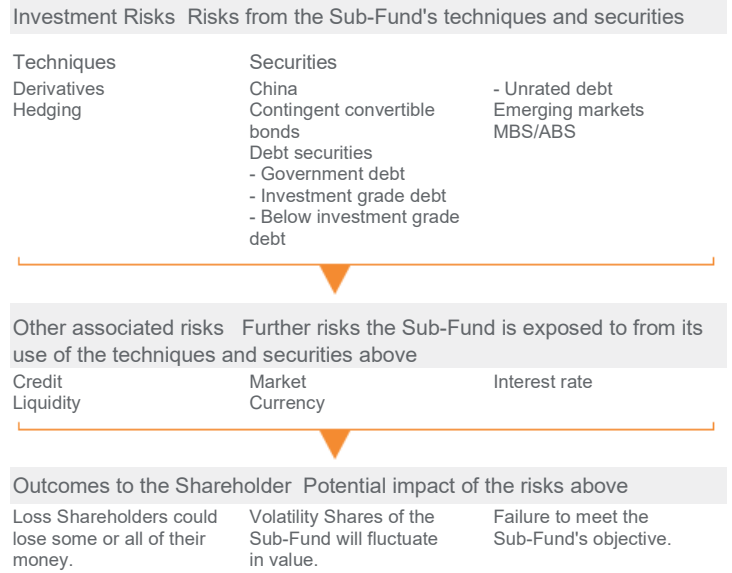 Investment Risks Risks from the Sub-Fund's techniques and securities
Techniques
Derivatives
Hedging
Securities
China
Contingent convertible
bonds
Debt securities
- Government debt
- Investment grade debt
- Below investment grade
debt
- Unrated debt
Emerging markets
MBS/ABS
Other associated risks Further risks the Sub-Fund is exposed to from its
use of the techniques and securities above
Credit
Liquidity
Market
Currency
Interest rate
Outcomes to the Shareholder Potential impact of the risks above
Loss Shareholders could
lose some or all of their
money.
Volatility Shares of the
Sub-Fund will fluctuate
in value.
Failure to meet the
Sub-Fund's objective.